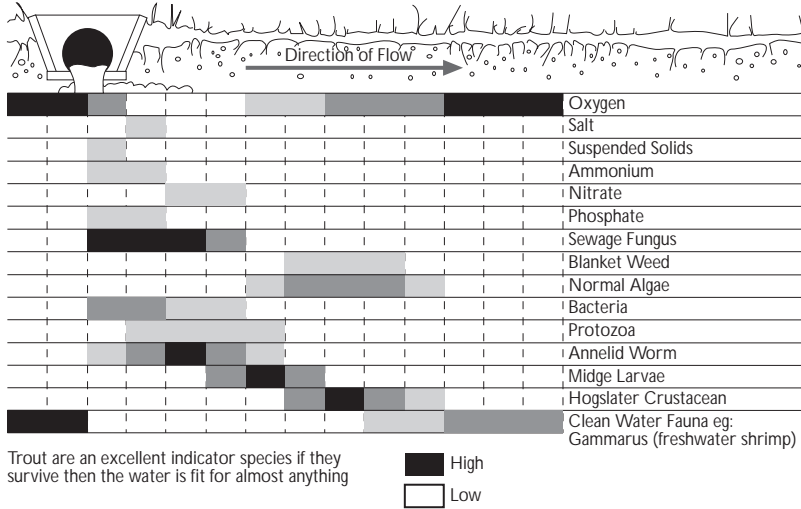 Direction of Flow
Oxygen
Salt
Suspended Solids
Ammonium
Nitrate
Phosphate
Sewage Fungus
Blanket Weed
Normal Algae
Bacteria
Protozoa
Annelid Worm
Midge Larvae
Hogslater Crustacean
Clean Water Fauna eg:
Gammarus (freshwater shrimp)
Trout are an excellent indicator species if they
survive then the water is fit for almost anything
High
Low